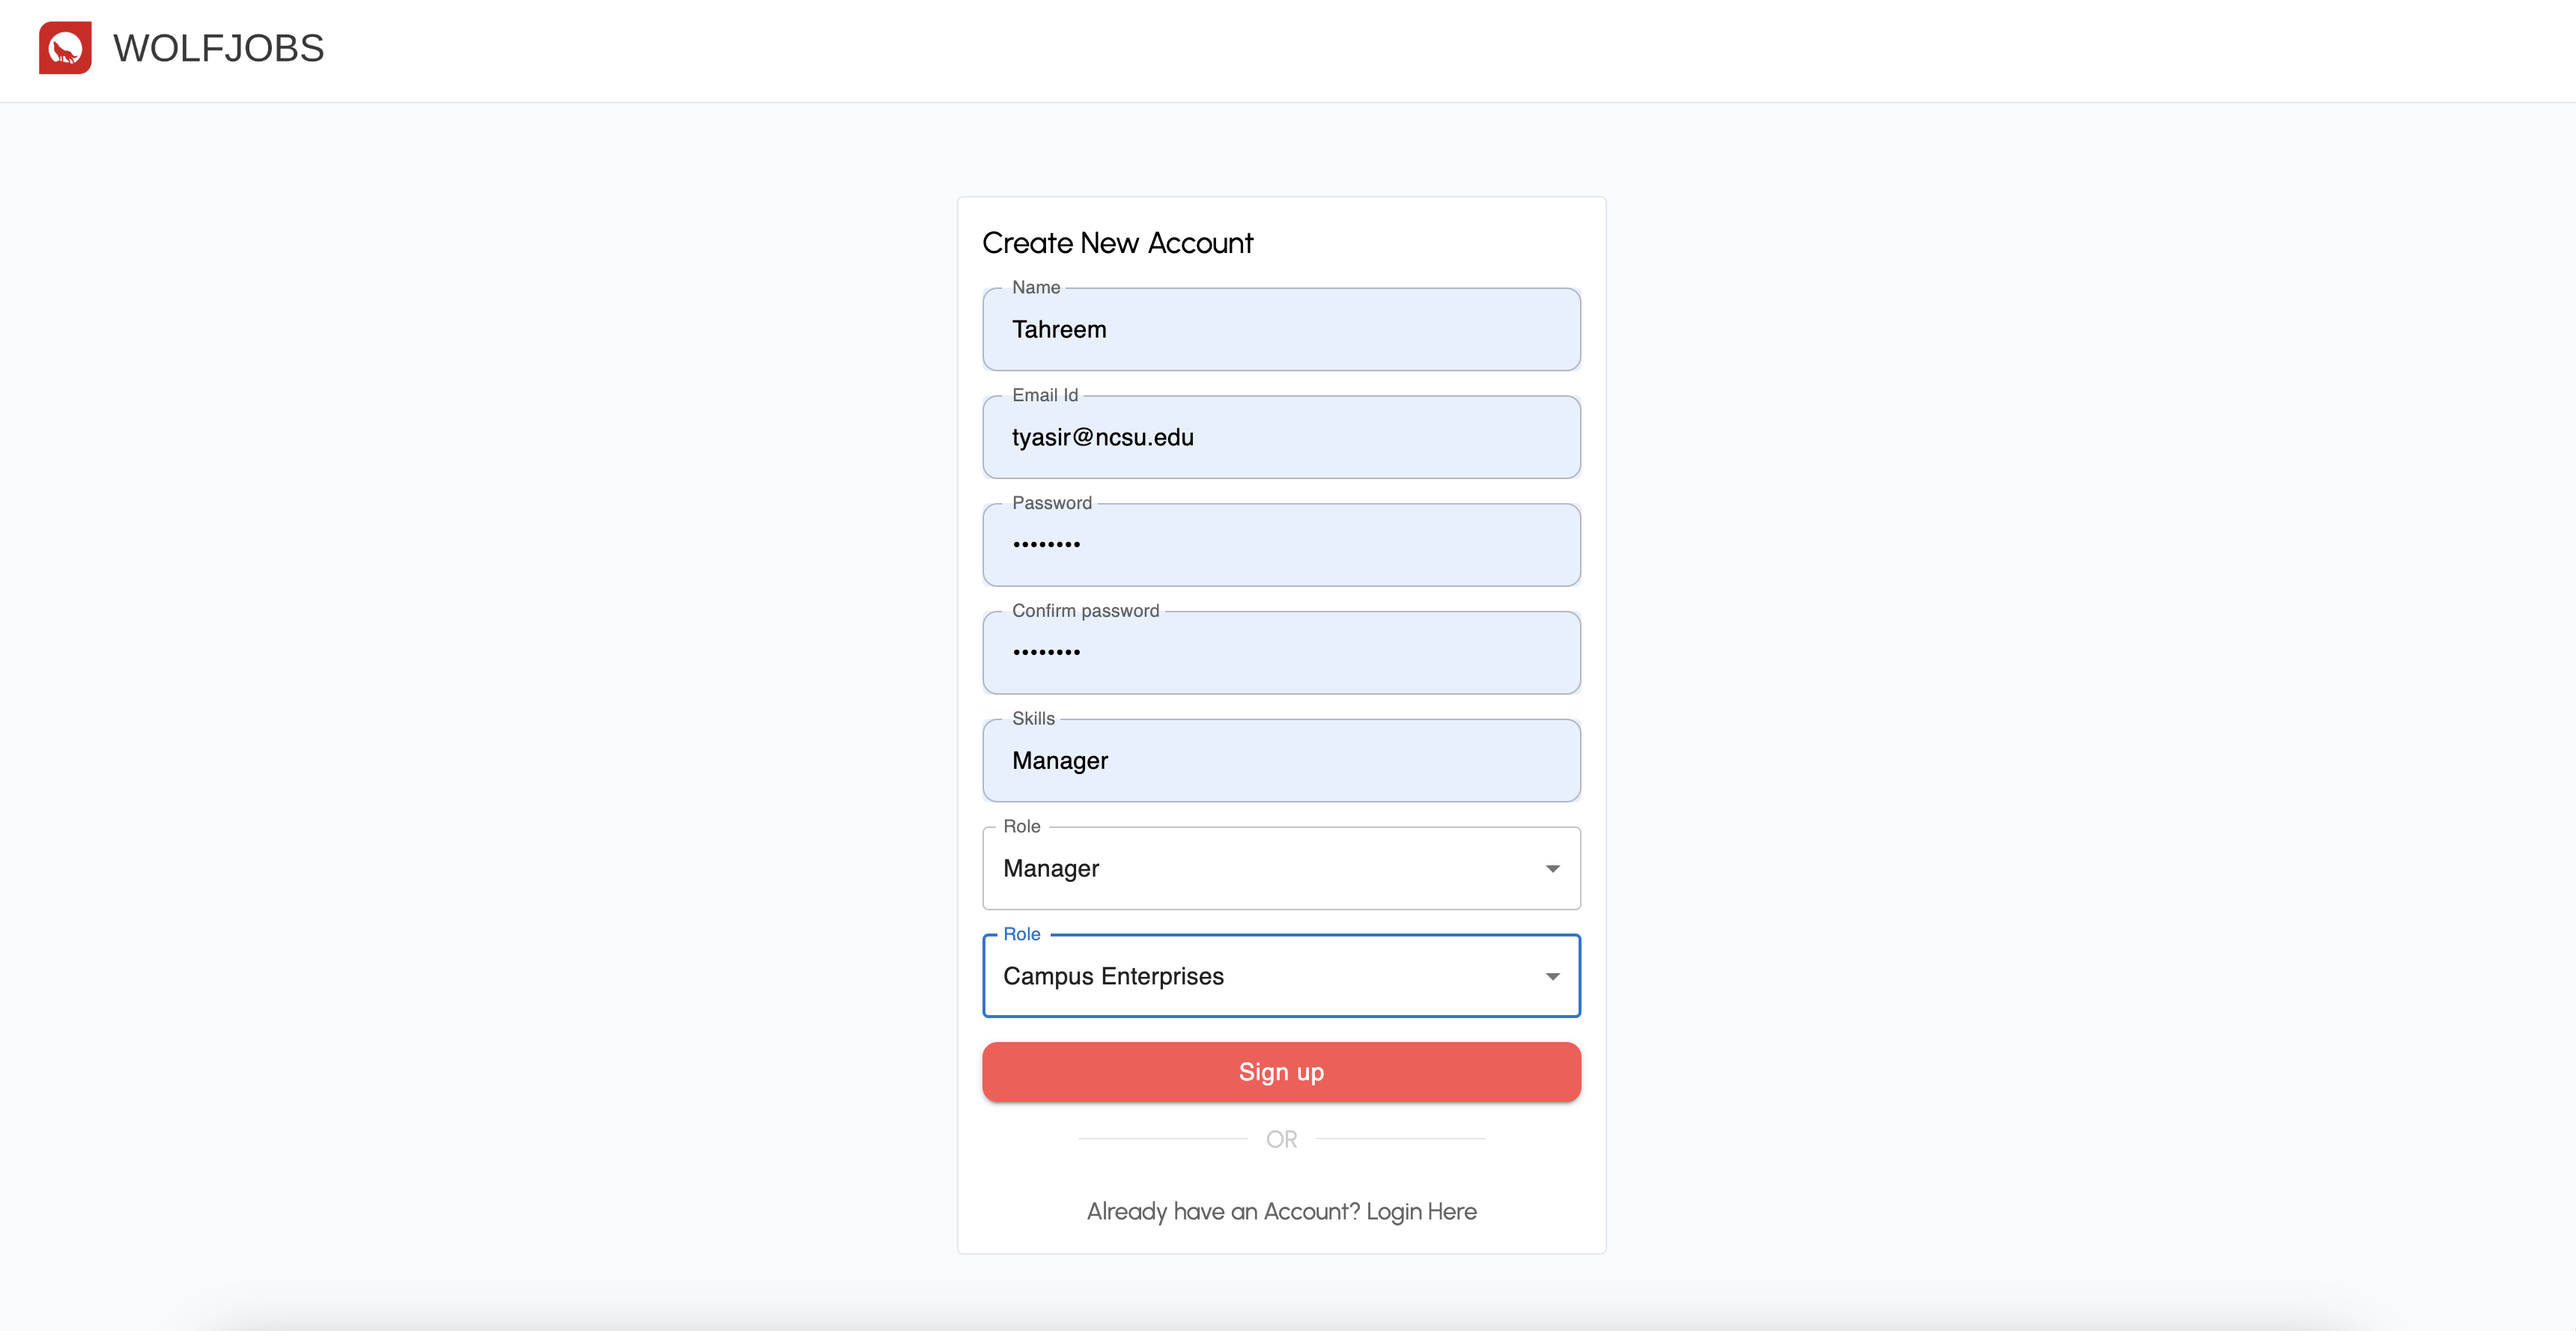 WOLFJOBS
Create New Account
Name
Tahreem
Email Id
tyasir@ncsu.edu
Password
••••••••
Confirm password
••••••••
Skills
Manager
Role
Manager
Role
Campus Enterprises
Sign up
OR
Already have an Account? Login Here